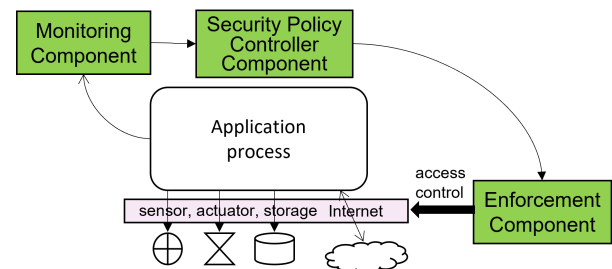 Monitoring
Component
Security Policy
Controller
Component
Application
process
access
control
sensor, actuator, storage Internet
Enforcement
Component